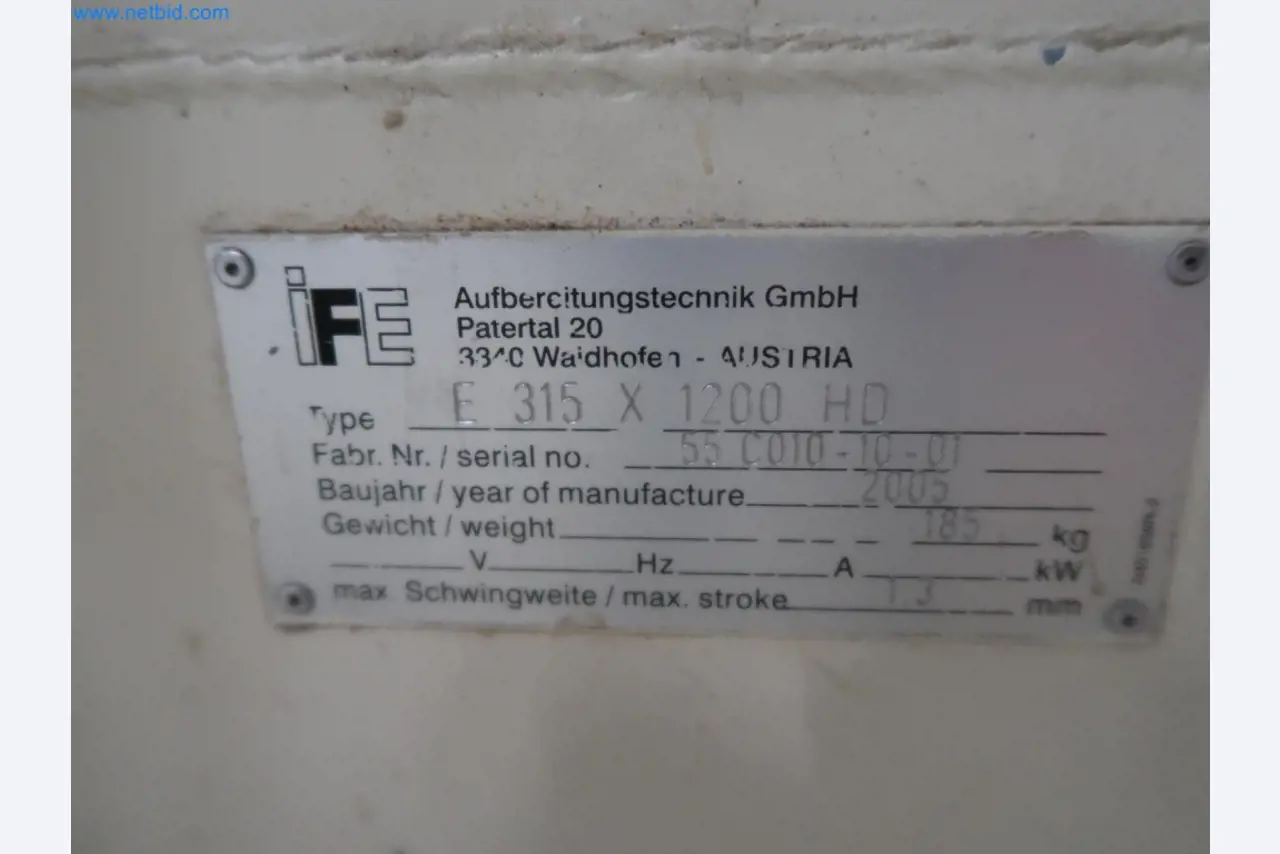 www.netbid.com
iFE
Aufbereitungstechnik GmbH
Patertal 20
3340 Waidhofen - AUSTRIA
Type E 315 X 1200 HD
Fabr. Nr. / serial no. 55 C010-10-01
Baujahr / year of manufacture 2005
Gewicht / weight 185 kg
V Hz A kW
max. Schwingweite / max. stroke 13 mm